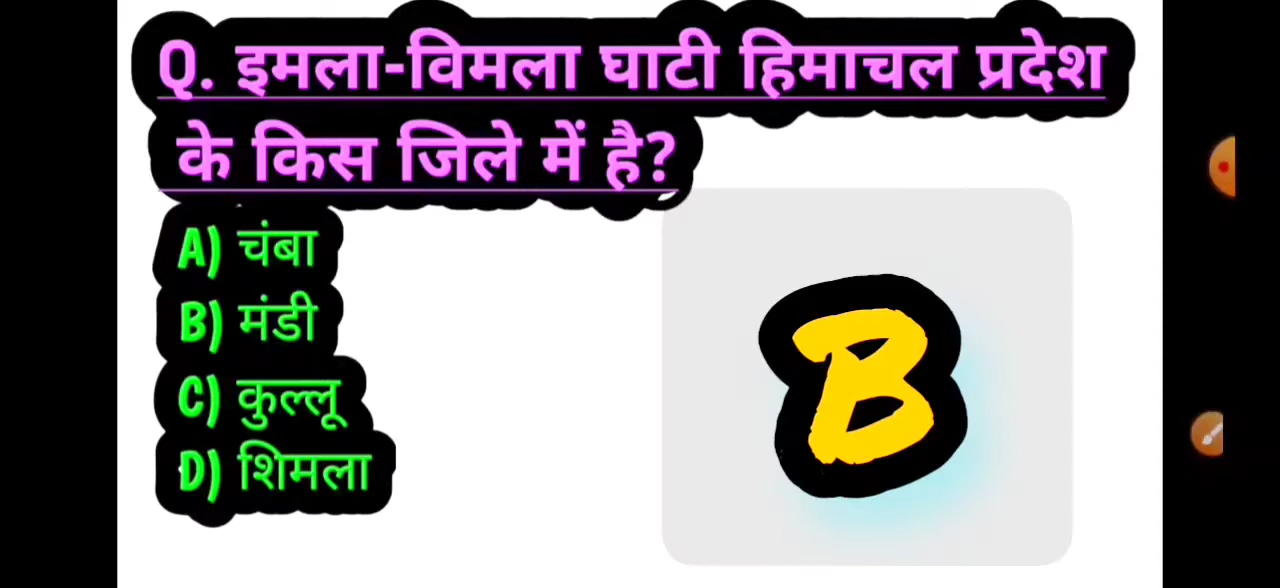 Q. इमला-विमला घाटी हिमाचल प्रदेश
के किस जिले में है?
A) चंबा
B) मंडी
C) कुल्लू
D) शिमला
B